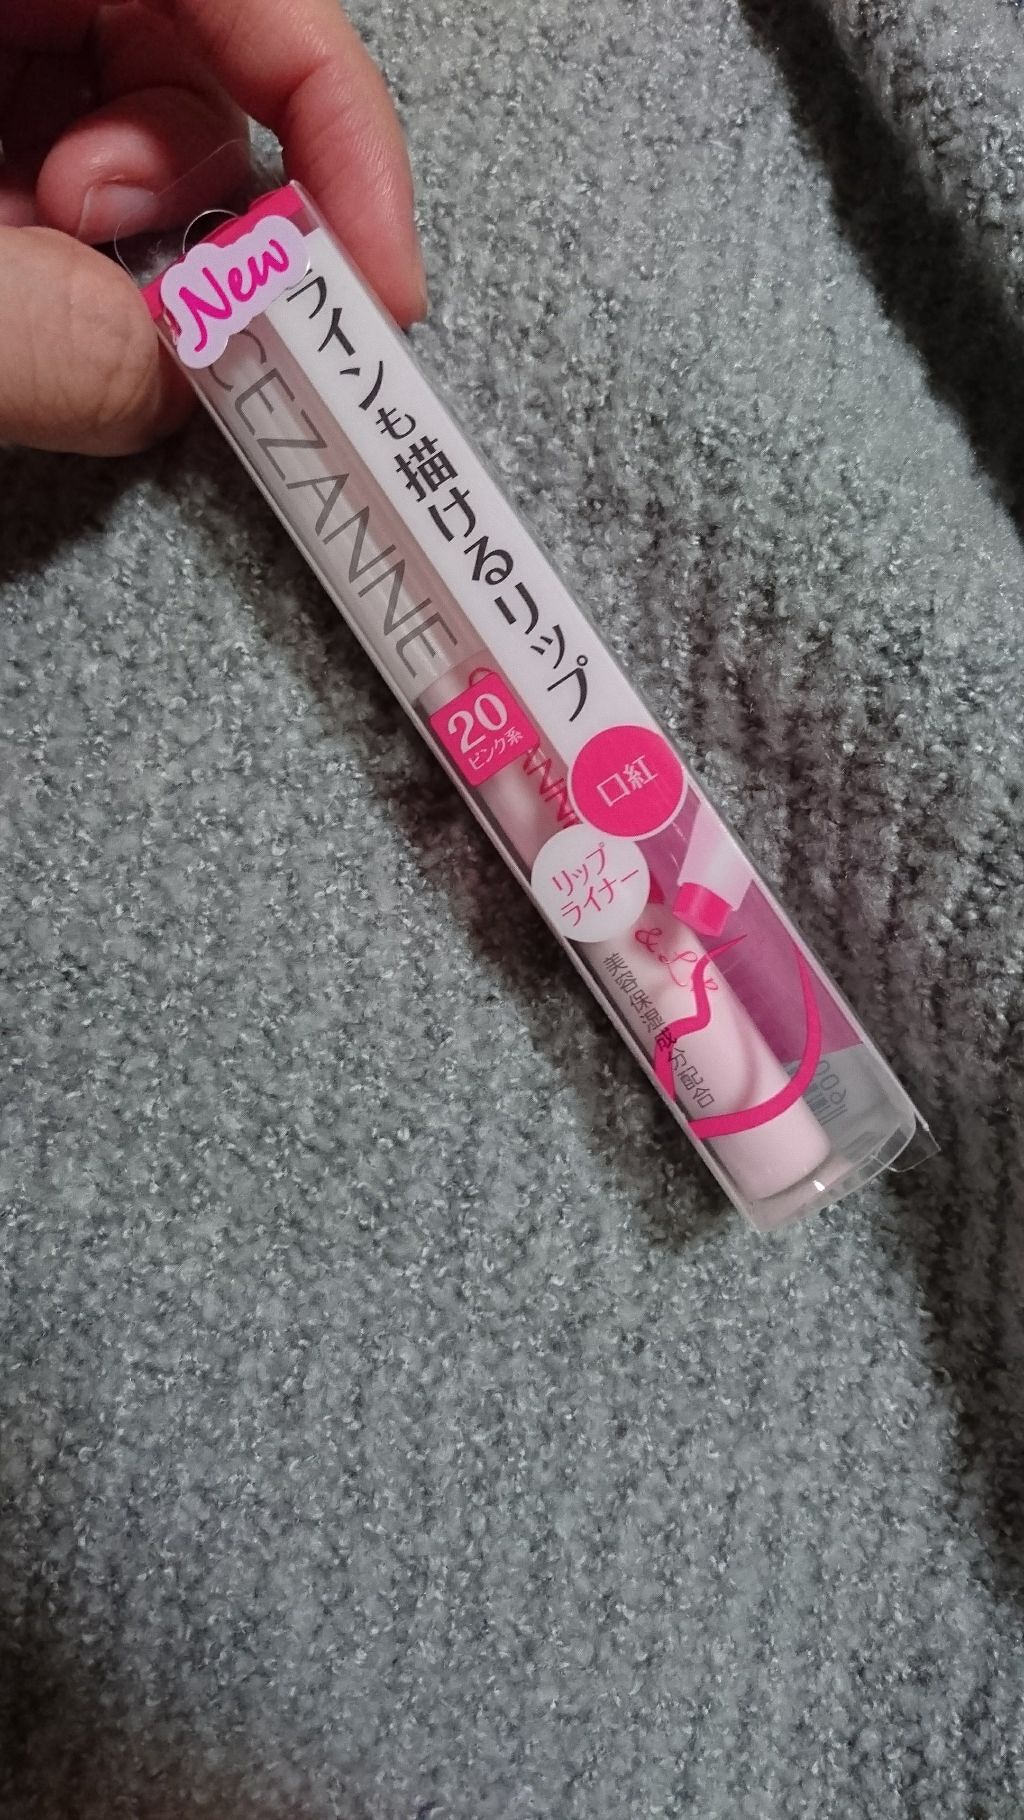 New
CEZANNE
ラインも描けるリップ
20
ピンク系
口紅
リップ
ライナー
& Lip
美容保湿成分配合